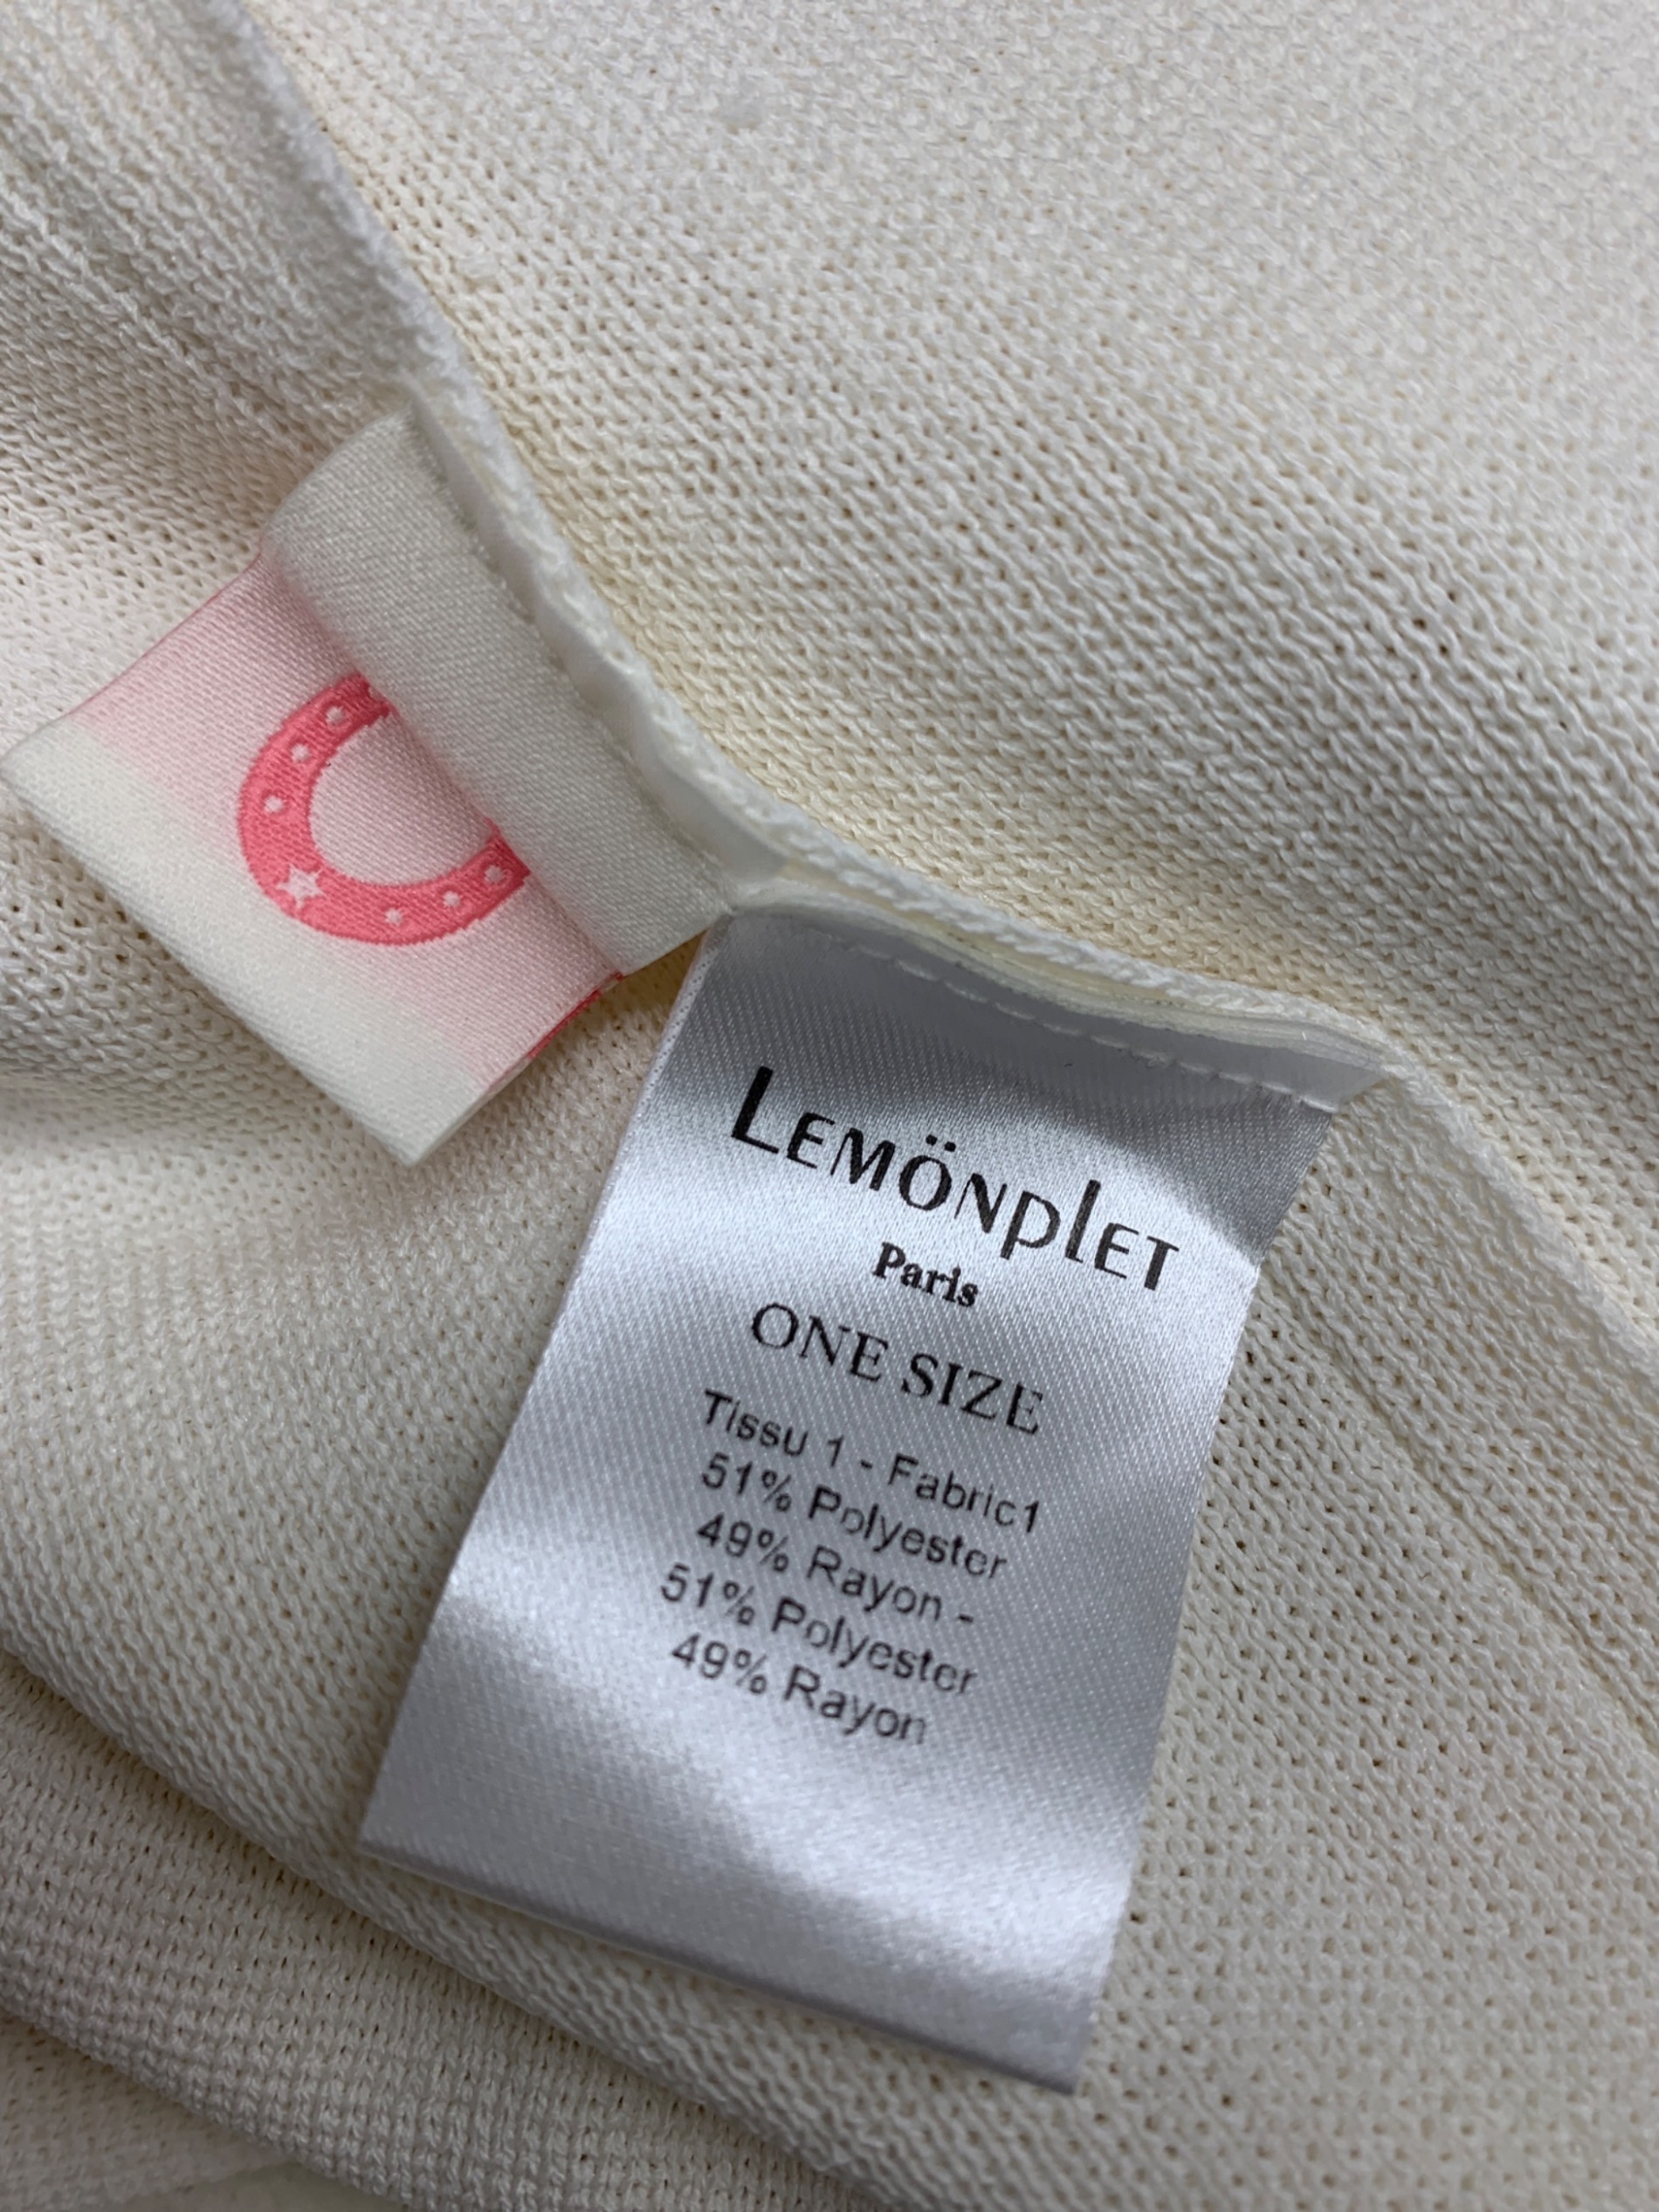 LEMÖNPLET
Paris
ONE SIZE
Tissu 1 - Fabric1
51% Polyester
49% Rayon -
51% Polyester
49% Rayon